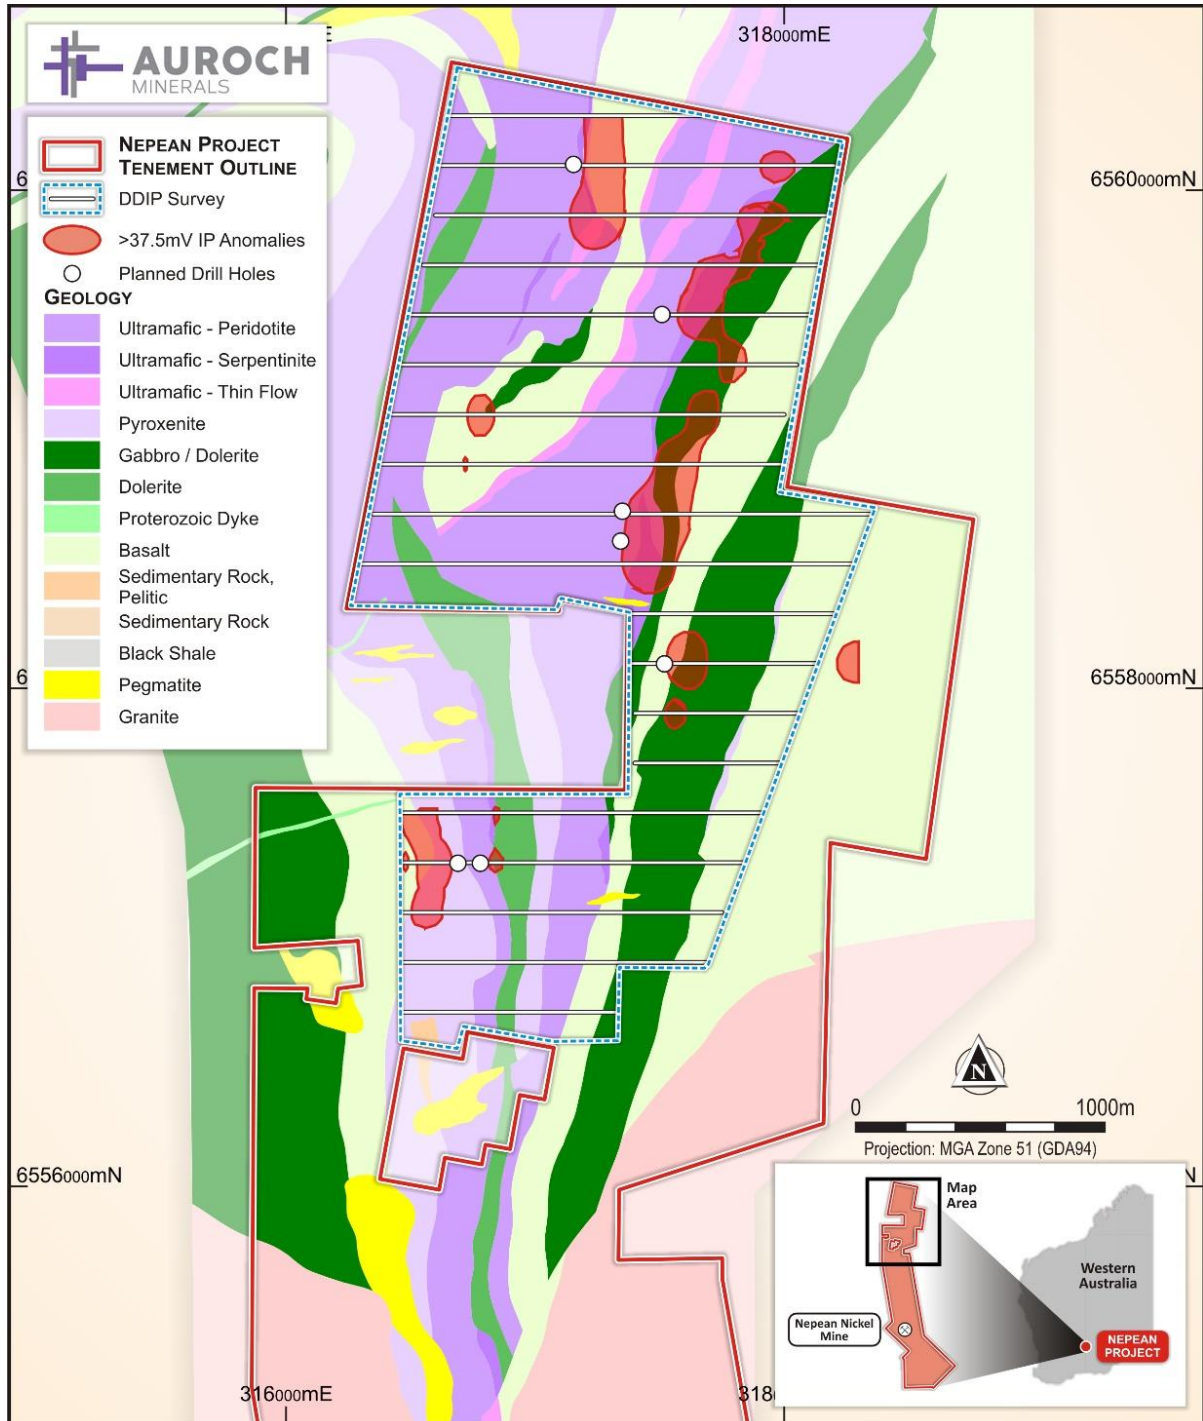 AUROCH
MINERALS
E
318000mE
NEPEAN PROJECT
TENEMENT OUTLINE
DDIP Survey
>37.5mV IP Anomalies
Planned Drill Holes
GEOLOGY
Ultramafic - Peridotite
Ultramafic - Serpentinite
Ultramafic - Thin Flow
Pyroxenite
Gabbro / Dolerite
Dolerite
Proterozoic Dyke
Basalt
Sedimentary Rock,
Pelitic
Sedimentary Rock
Black Shale
Pegmatite
Granite
6
6560000mN
6
6558000mN
N
0 1000m
Projection: MGA Zone 51 (GDA94)
6556000mN
N
Map
Area
Western
Australia
Nepean Nickel
Mine
NEPEAN
PROJECT
316000mE
318